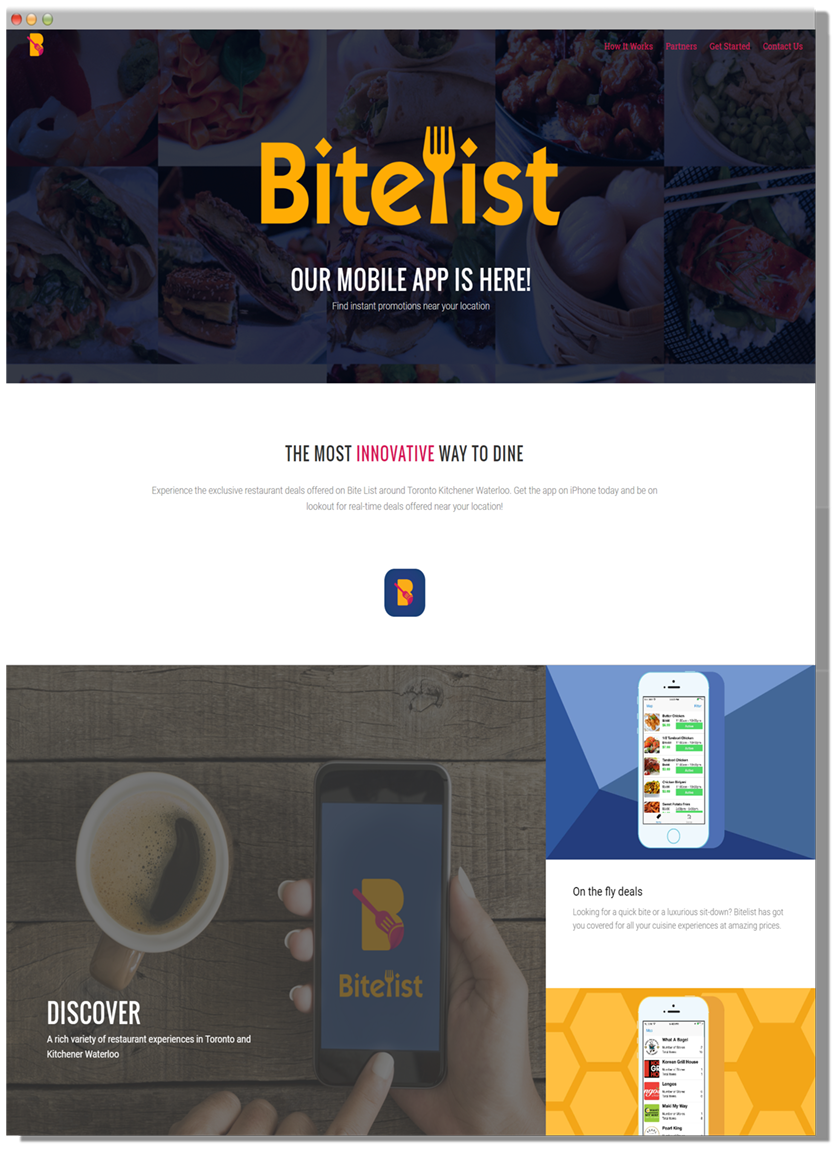 How It Works Partners Get Started Contact Us
Bitelist
OUR MOBILE APP IS HERE!
Find instant promotions near your location
THE MOST INNOVATIVE WAY TO DINE
Experience the exclusive restaurant deals offered on Bite List around Toronto Kitchener Waterloo. Get the app on iPhone today and be on
lookout for real-time deals offered near your location!
Bitelist
DISCOVER
A rich variety of restaurant experiences in Toronto and
Kitchener Waterloo
Butter Chicken
1/2 Tandoori Chicken
Tandoori Chicken
Chicken Biryani
Sweet Potato Fries
On the fly deals
Looking for a quick bite or a luxurious sit-down? Bitelist has got
you covered for all your cuisine experiences at amazing prices.
What A Bagel
Korean Grill House
Longos
Maki My Way
Pearl King